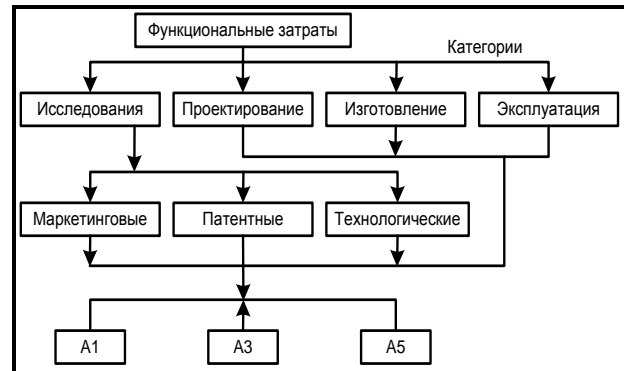 Функциональные затраты
Категории
Исследования
Проектирование
Изготовление
Эксплуатация
Маркетинговые
Патентные
Технологические
А1
А3
А5